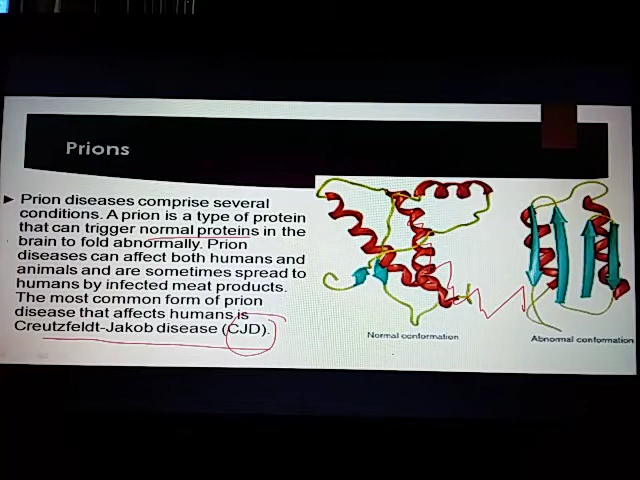 Prions
Prion diseases comprise several
conditions. A prion is a type of protein
that can trigger normal proteins in the
brain to fold abnormally. Prion
diseases can affect both humans and
animals and are sometimes spread to
humans by infected meat products.
The most common form of prion
disease that affects humans is
Creutzfeldt-Jakob disease (CJD).
Normal conformation
Abnormal conformation